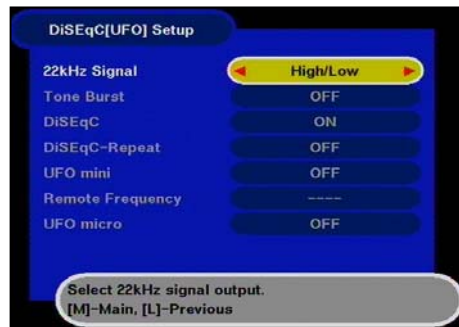 DiSEqC[UFO] Setup
22kHz Signal High/Low
Tone Burst OFF
DiSEqC ON
DiSEqC-Repeat OFF
UFO mini OFF
Remote Frequency ----
UFO micro OFF
Select 22kHz signal output.
[M]-Main, [L]-Previous